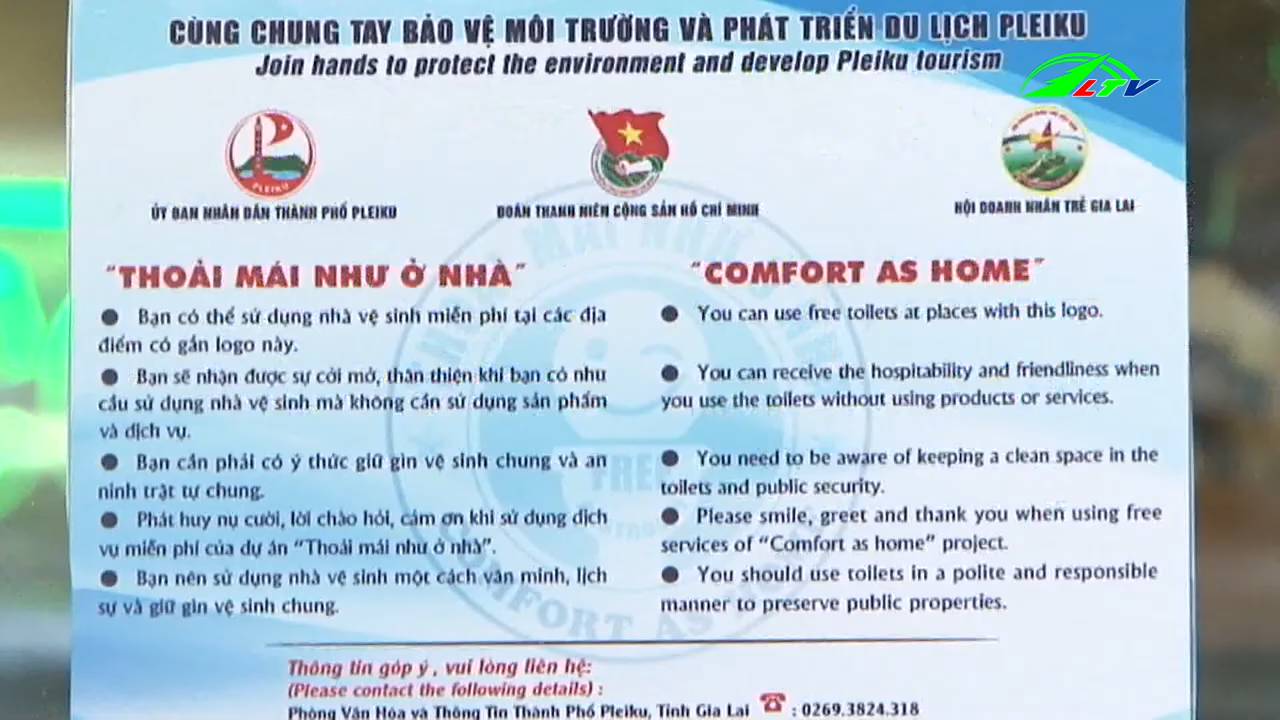 CÙNG CHUNG TAY BẢO VỆ MÔI TRƯỜNG VÀ PHÁT TRIỂN DU LỊCH PLEIKU
Join hands to protect the environment and develop Pleiku tourism
LTV
PLEIKU
ỦY BAN NHÂN DÂN THÀNH PHỐ PLEIKU
ĐOÀN THANH NIÊN CỘNG SẢN HỒ CHÍ MINH
HỘI DOANH NHÂN TRẺ GIA LAI
"THOẢI MÁI NHƯ Ở NHÀ"
● Bạn có thể sử dụng nhà vệ sinh miễn phí tại các địa
điểm có gắn logo này.
● Bạn sẽ nhận được sự cởi mở, thân thiện khi bạn có nhu
cầu sử dụng nhà vệ sinh mà không cần sử dụng sản phẩm
và dịch vụ.
● Bạn cần phải có ý thức giữ gìn vệ sinh chung và an
ninh trật tự chung.
● Phát huy nụ cười, lời chào hỏi, cảm ơn khi sử dụng dịch
vụ miễn phí của dự án "Thoải mái như ở nhà".
● Bạn nên sử dụng nhà vệ sinh một cách văn minh, lịch
sự và giữ gìn vệ sinh chung.
"COMFORT AS HOME"
● You can use free toilets at places with this logo.
● You can receive the hospitability and friendliness when
you use the toilets without using products or services.
● You need to be aware of keeping a clean space in the
toilets and public security.
● Please smile, greet and thank you when using free
services of "Comfort as home" project.
● You should use toilets in a polite and responsible
manner to preserve public properties.
THOẢI MÁI NHƯ Ở NHÀ
FREE
COMFORT AS HOME
Thông tin góp ý, vui lòng liên hệ:
(Please contact the following details) :
Phòng Văn Hóa và Thông Tin Thành Phố Pleiku, Tỉnh Gia Lai ☎ : 0269.3824.318